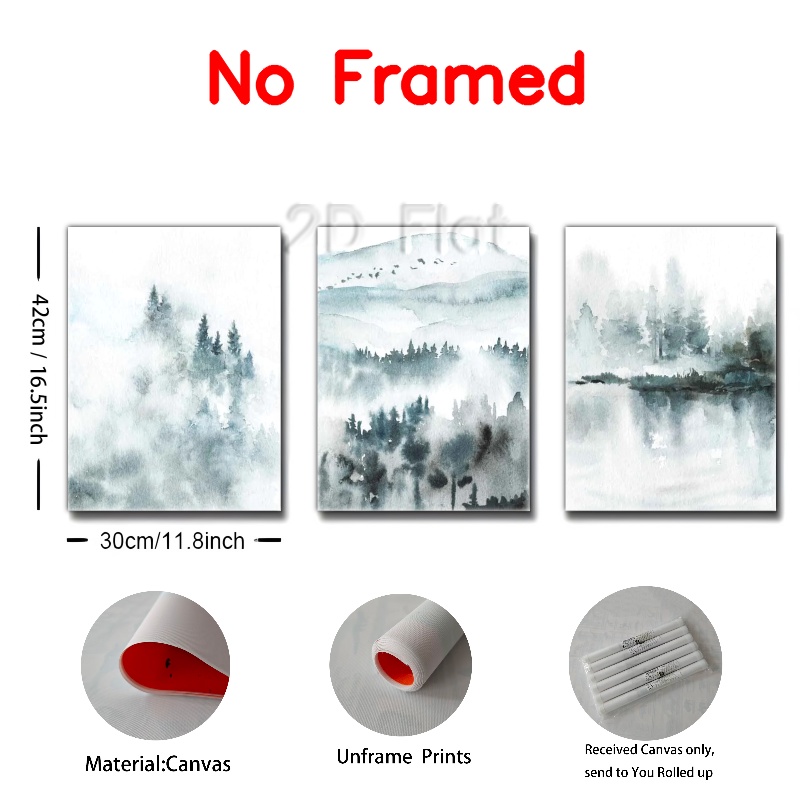 No Framed
2D Flat
42cm / 16.5inch
30cm/11.8inch
Material:Canvas
Unframe Prints
Received Canvas only,
send to You Rolled up